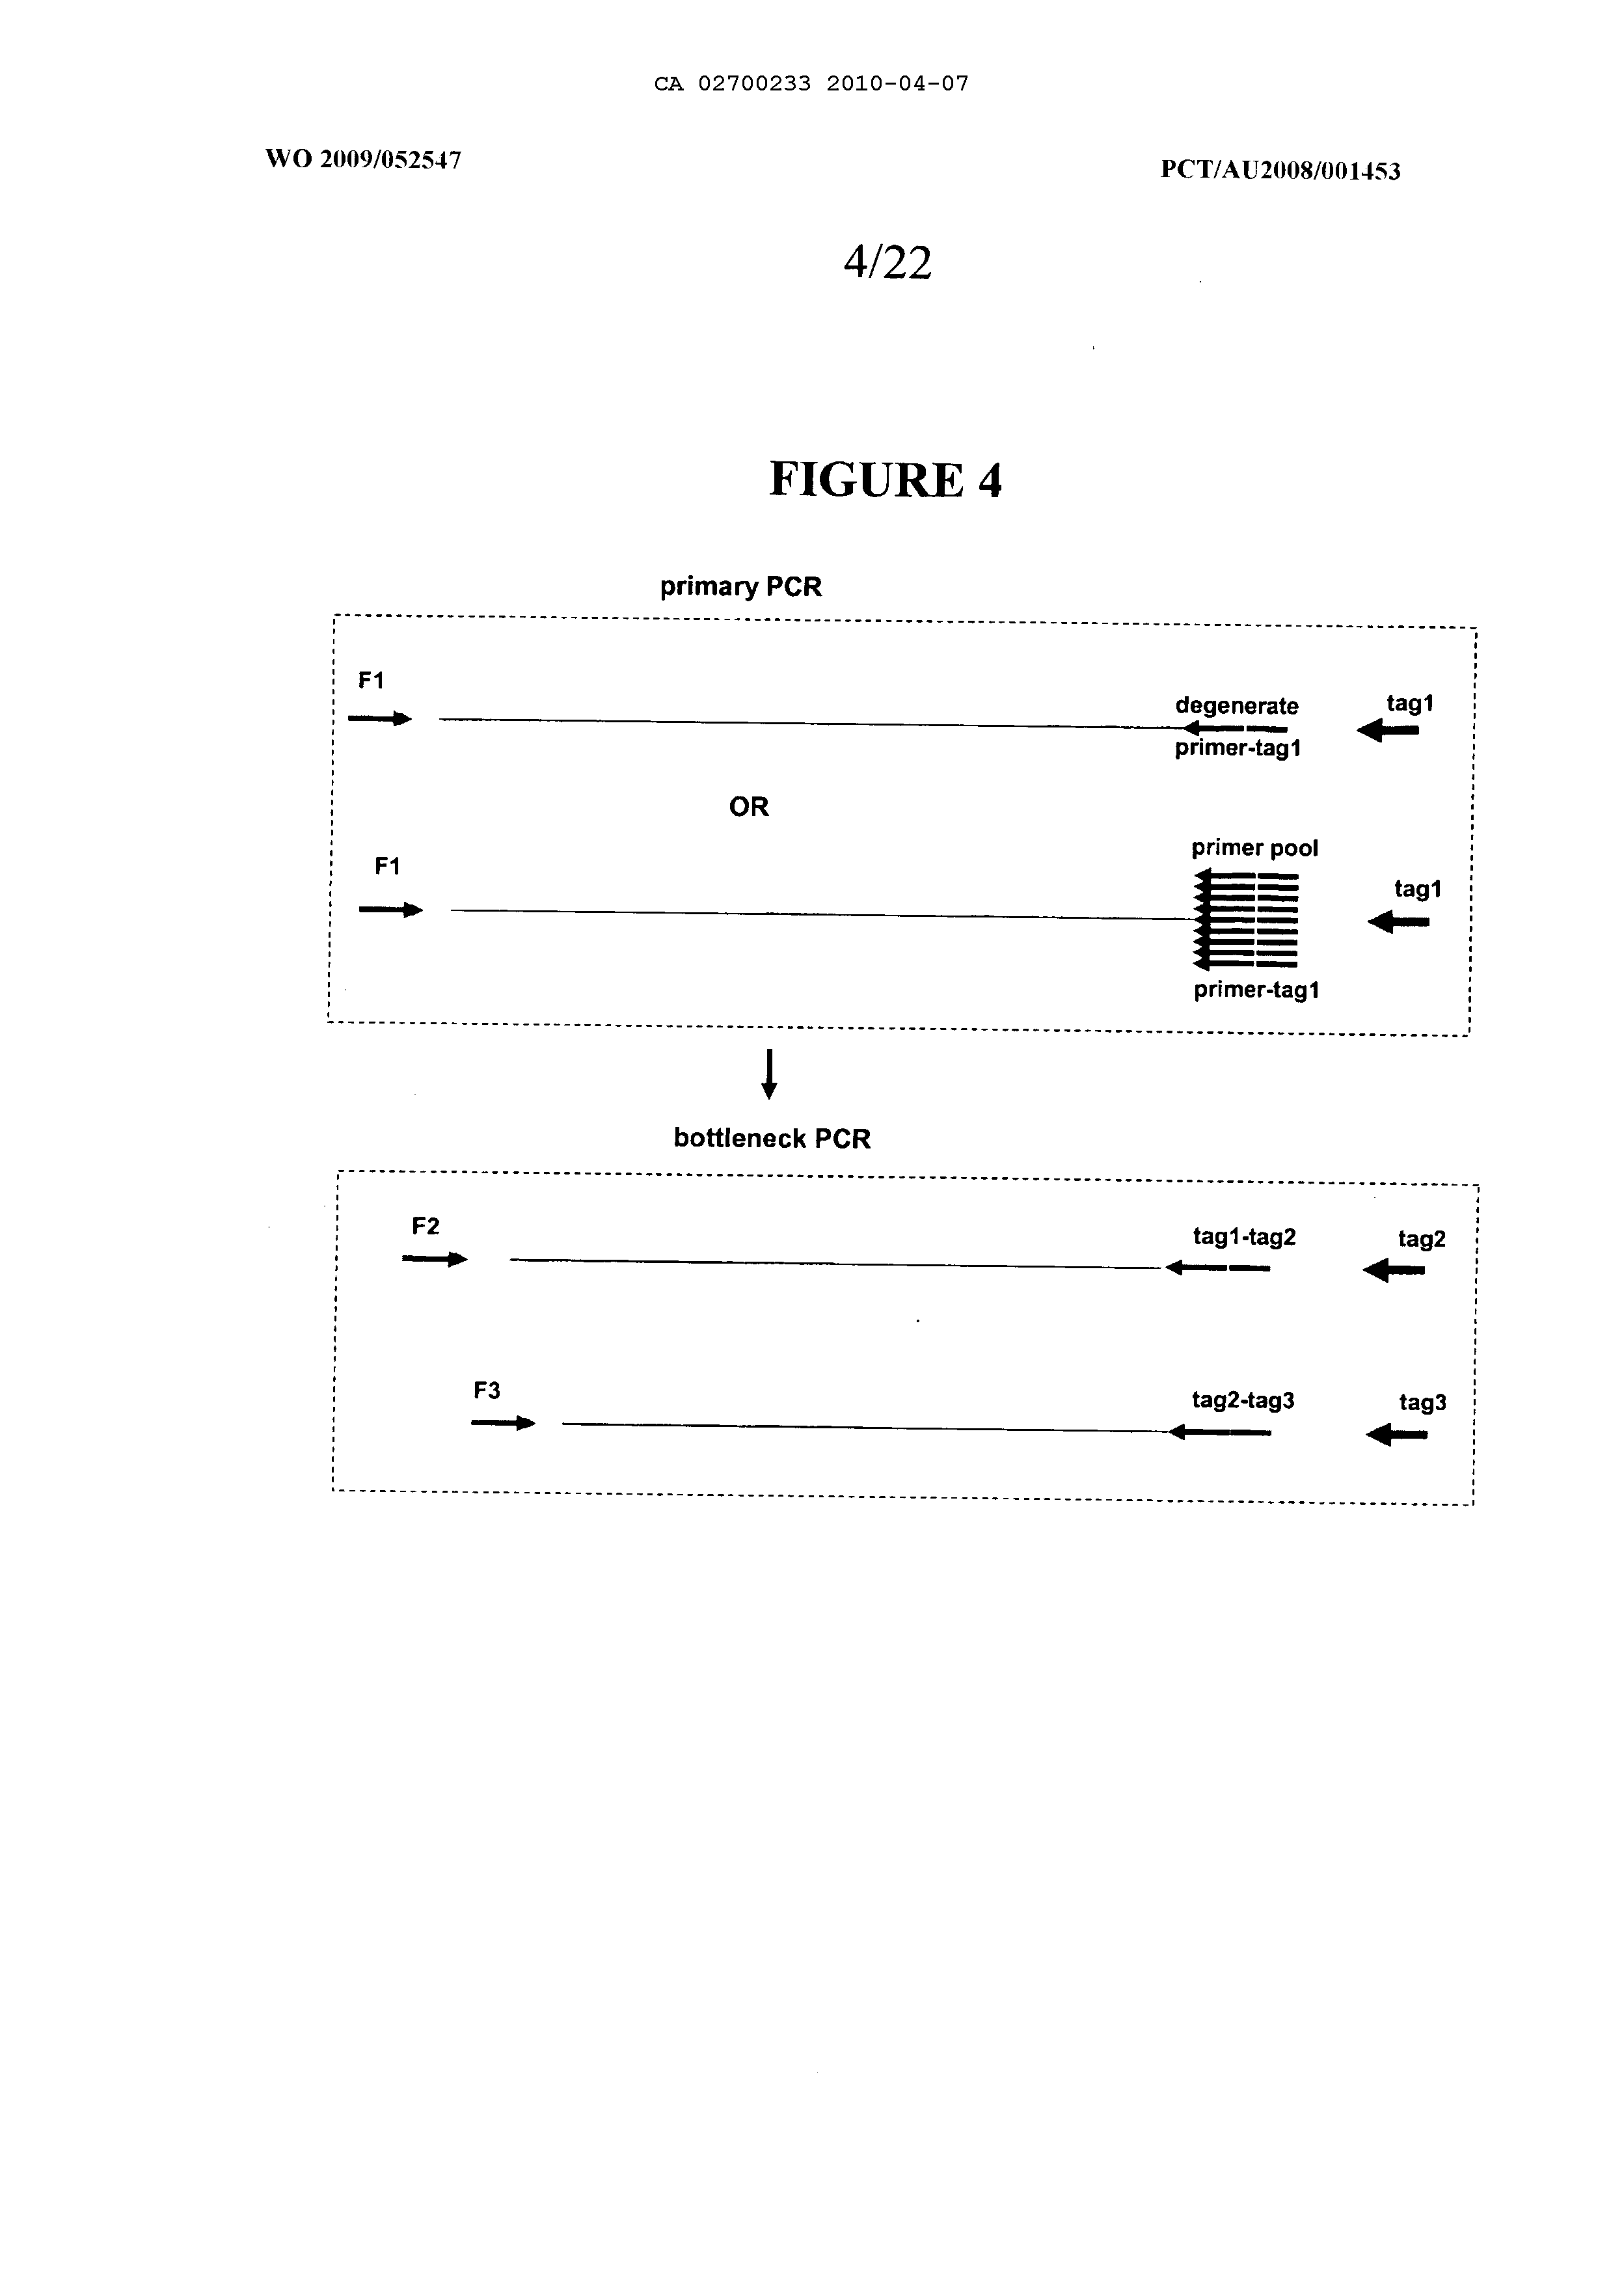 CA 02700233 2010-04-07
WO 2009/052547
PCT/AU2008/001453
4/22
FIGURE 4
primary PCR
F1
degenerate
tag1
primer-tag1
OR
primer pool
F1
tag1
primer-tag1
bottleneck PCR
F2
tag1-tag2
tag2
F3
tag2-tag3
tag3